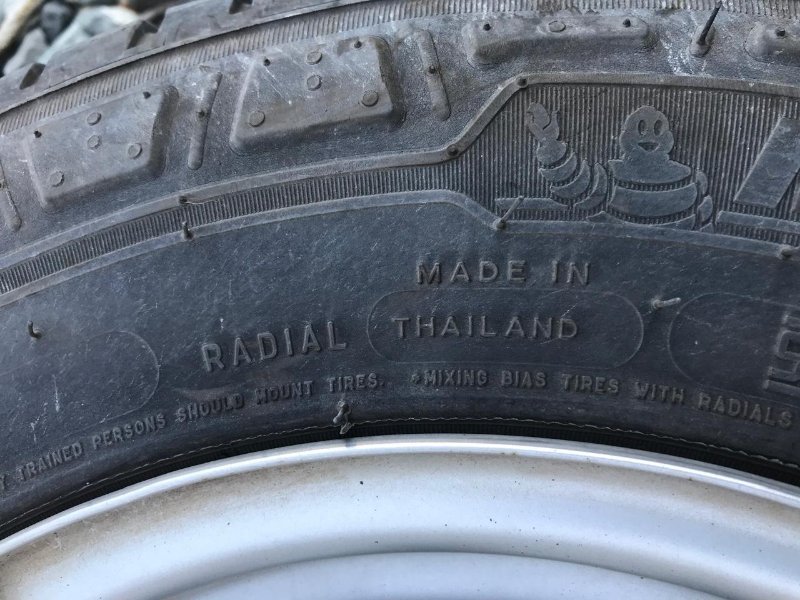 MADE IN
RADIAL THAILAND
TRAINED PERSONS SHOULD MOUNT TIRES. •MIXING BIAS TIRES WITH RADIALS